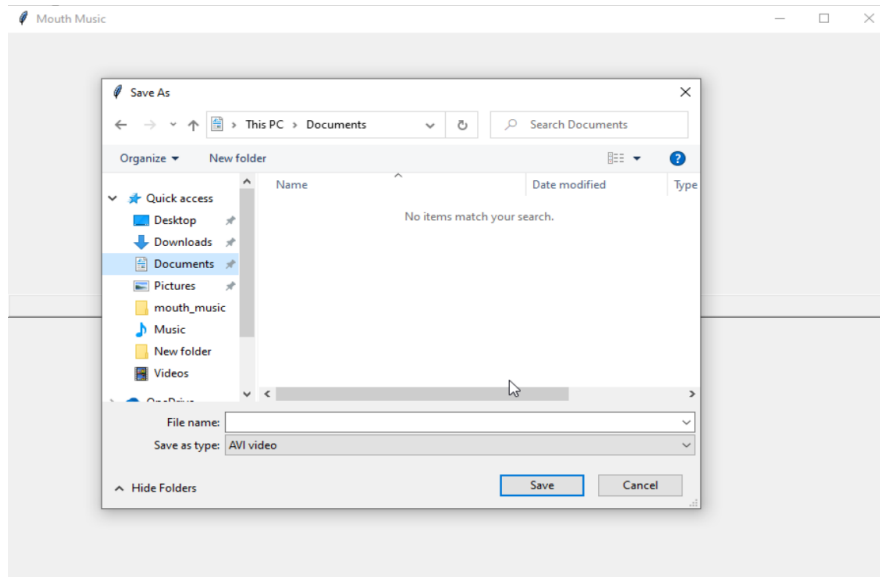 Mouth Music
Save As
This PC > Documents
Search Documents
Organize
New folder
?
Name
Date modified
Type
No items match your search.
Quick access
Desktop
Downloads
Documents
Pictures
mouth_music
Music
New folder
Videos
OneDrive
File name:
Save as type: AVI video
Hide Folders
Save
Cancel